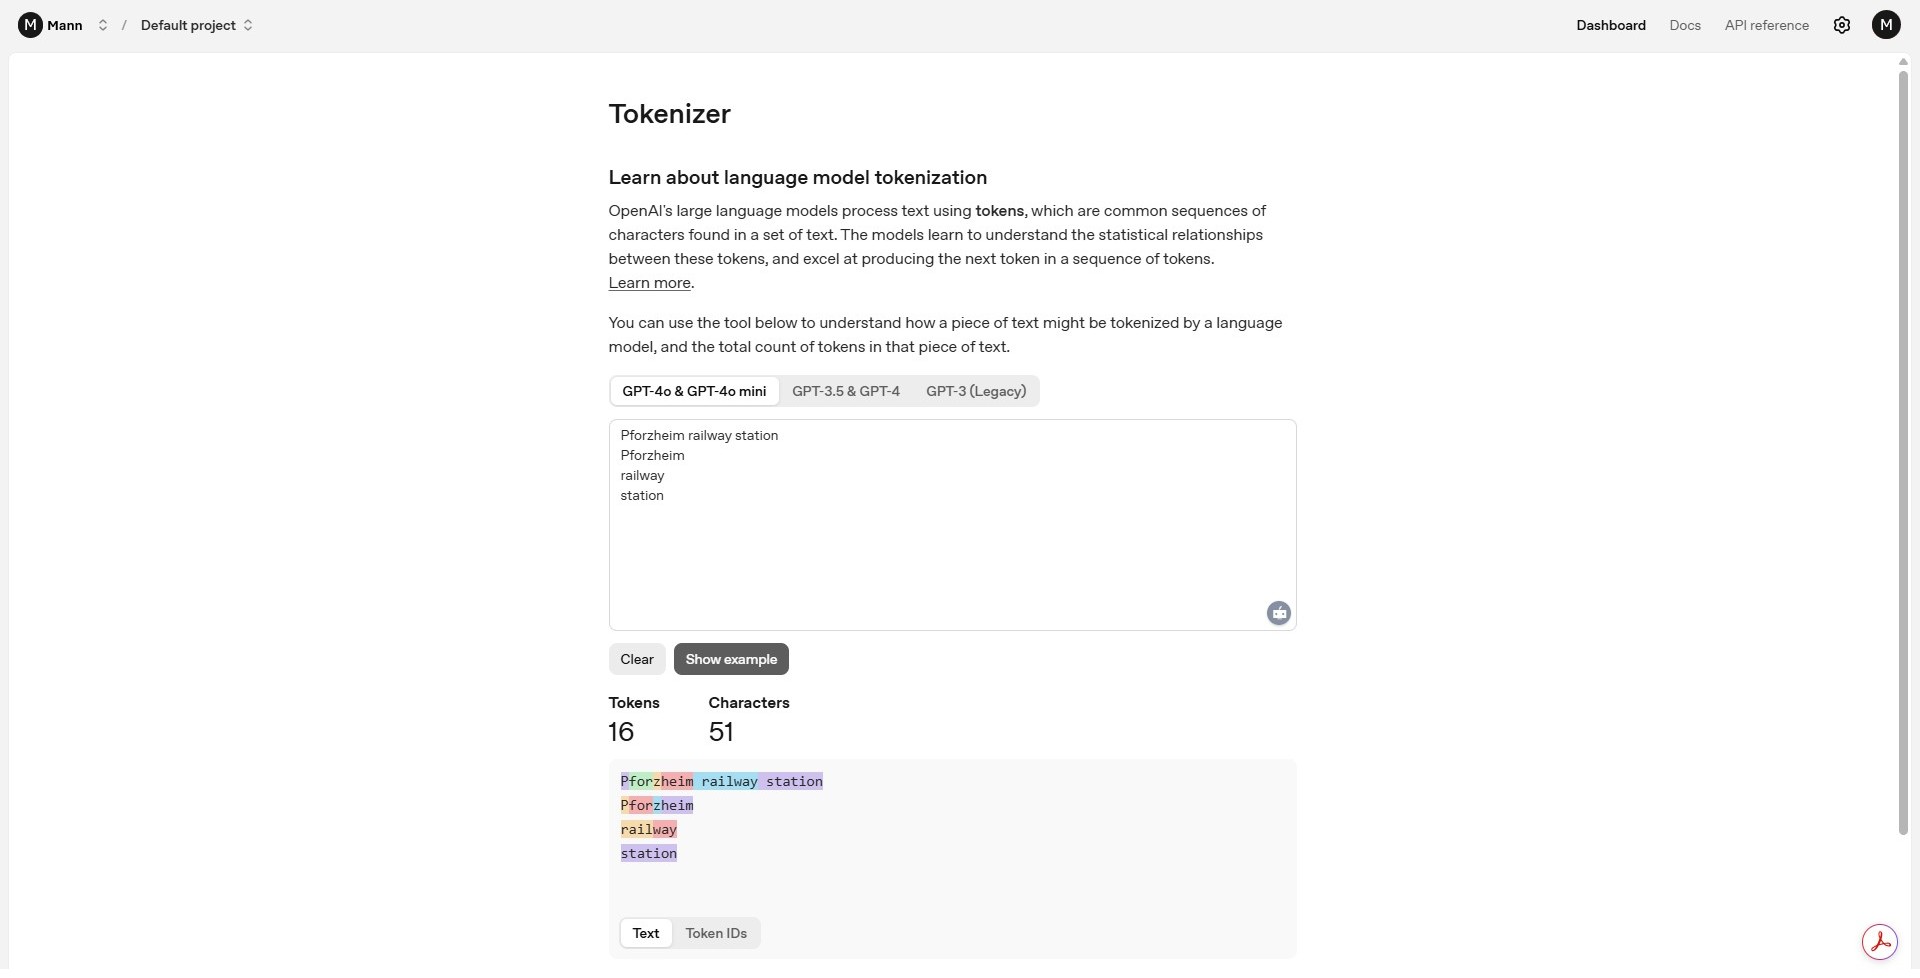 M Mann / Default project Dashboard Docs API reference M
Tokenizer
Learn about language model tokenization
OpenAI's large language models process text using tokens, which are common sequences of
characters found in a set of text. The models learn to understand the statistical relationships
between these tokens, and excel at producing the next token in a sequence of tokens.
Learn more.
You can use the tool below to understand how a piece of text might be tokenized by a language
model, and the total count of tokens in that piece of text.
GPT-4o & GPT-4o mini GPT-3.5 & GPT-4 GPT-3 (Legacy)
Pforzheim railway station
Pforzheim
railway
station
Clear Show example
Tokens Characters
16 51
Pforzheim railway station
Pforzheim
railway
station
Text Token IDs